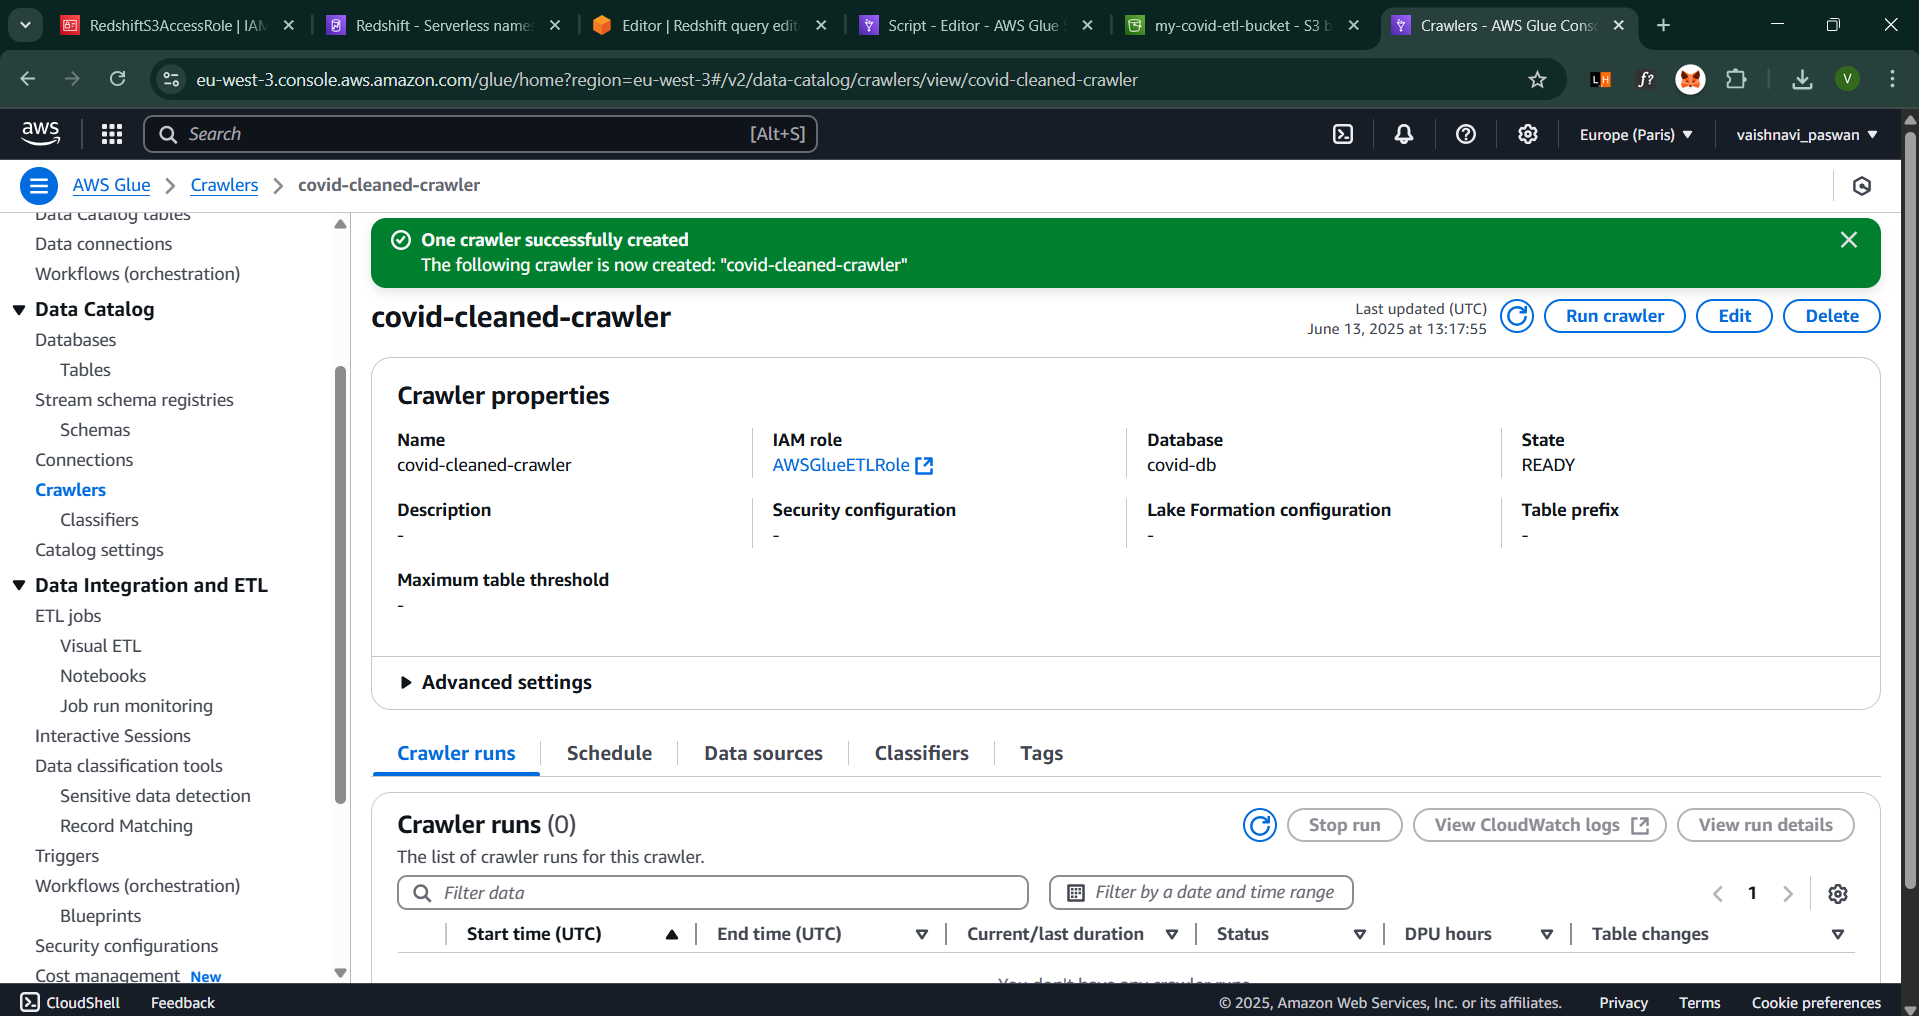 RedshiftS3AccessRole | IAM
Redshift - Serverless name
Editor | Redshift query edit
Script - Editor - AWS Glue
my-covid-etl-bucket - S3 b
Crawlers - AWS Glue Cons
eu-west-3.console.aws.amazon.com/glue/home?region=eu-west-3#/v2/data-catalog/crawlers/view/covid-cleaned-crawler
LH
f?
V
aws
Search
[Alt+S]
Europe (Paris)
vaishnavi_paswan
AWS Glue
Crawlers
covid-cleaned-crawler
Data Catalog tables
Data connections
Workflows (orchestration)
Data Catalog
Databases
Tables
Stream schema registries
Schemas
Connections
Crawlers
Classifiers
Catalog settings
Data Integration and ETL
ETL jobs
Visual ETL
Notebooks
Job run monitoring
Interactive Sessions
Data classification tools
Sensitive data detection
Record Matching
Triggers
Workflows (orchestration)
Blueprints
Security configurations
Cost management New
One crawler successfully created
The following crawler is now created: "covid-cleaned-crawler"
covid-cleaned-crawler
Last updated (UTC)
June 13, 2025 at 13:17:55
Run crawler
Edit
Delete
Crawler properties
Name
covid-cleaned-crawler
IAM role
AWSGlueETLRole
Database
covid-db
State
READY
Description
-
Security configuration
-
Lake Formation configuration
-
Table prefix
-
Maximum table threshold
-
Advanced settings
Crawler runs
Schedule
Data sources
Classifiers
Tags
Crawler runs (0)
Stop run
View CloudWatch logs
View run details
The list of crawler runs for this crawler.
Filter data
Filter by a date and time range
1
Start time (UTC)
End time (UTC)
Current/last duration
Status
DPU hours
Table changes
You don't have any crawler runs
CloudShell
Feedback
© 2025, Amazon Web Services, Inc. or its affiliates.
Privacy
Terms
Cookie preferences